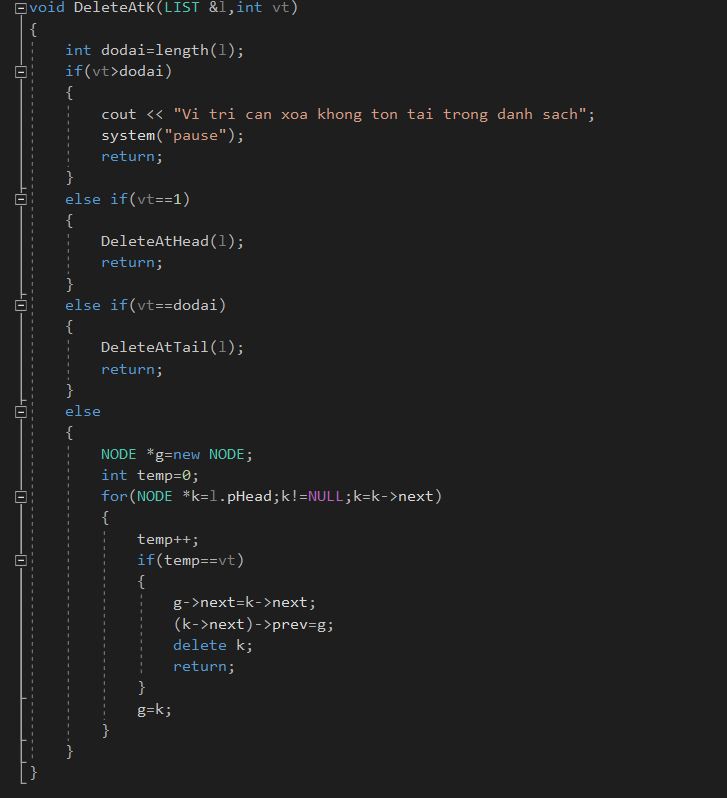 void DeleteAtK(LIST &l,int vt)
{
    int dodai=length(l);
    if(vt>dodai)
    {
        cout << "Vi tri can xoa khong ton tai trong danh sach";
        system("pause");
        return;
    }
    else if(vt==1)
    {
        DeleteAtHead(l);
        return;
    }
    else if(vt==dodai)
    {
        DeleteAtTail(l);
        return;
    }
    else
    {
        NODE *g=new NODE;
        int temp=0;
        for(NODE *k=l.pHead;k!=NULL;k=k->next)
        {
            temp++;
            if(temp==vt)
            {
                g->next=k->next;
                (k->next)->prev=g;
                delete k;
                return;
            }
            g=k;
        }
    }
}